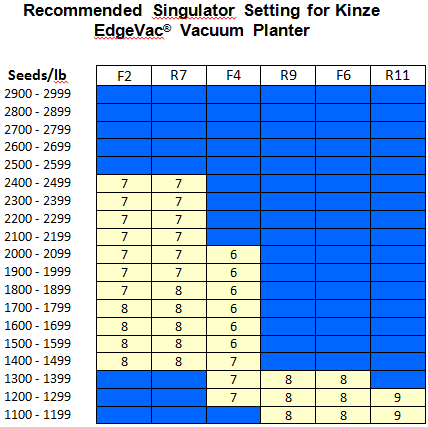 Recommended Singulator Setting for Kinze
EdgeVac® Vacuum Planter
Seeds/lb F2 R7 F4 R9 F6 R11
2900 - 2999
2800 - 2899
2700 - 2799
2600 - 2699
2500 - 2599
2400 - 2499 7 7
2300 - 2399 7 7
2200 - 2299 7 7
2100 - 2199 7 7
2000 - 2099 7 7 6
1900 - 1999 7 7 6
1800 - 1899 7 8 6
1700 - 1799 8 8 6
1600 - 1699 8 8 6
1500 - 1599 8 8 6
1400 - 1499 8 8 7
1300 - 1399 7 8 8
1200 - 1299 7 8 8 9
1100 - 1199 8 8 9